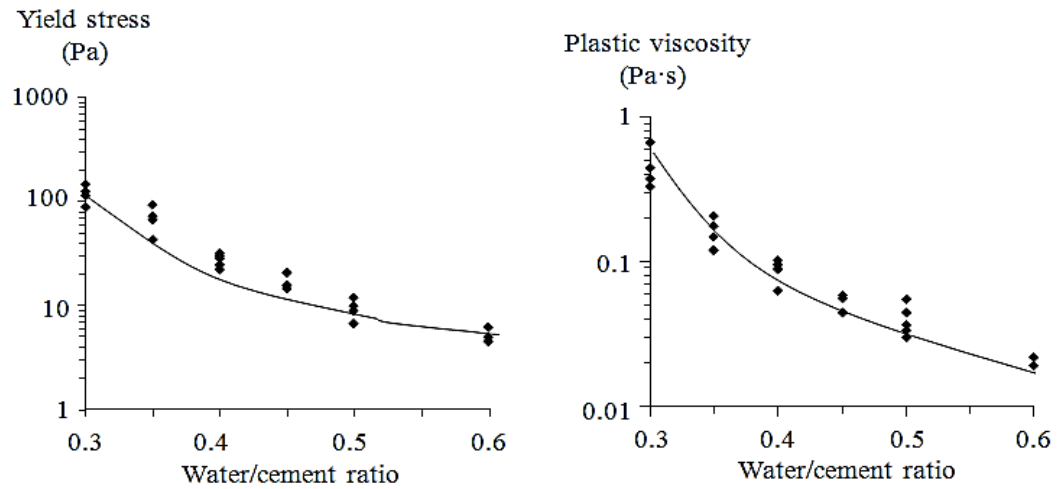 Yield stress
(Pa)
1000
100
10
1
0.3
0.4
0.5
0.6
Water/cement ratio
Plastic viscosity
(Pa·s)
1
0.1
0.01
0.3
0.4
0.5
0.6
Water/cement ratio